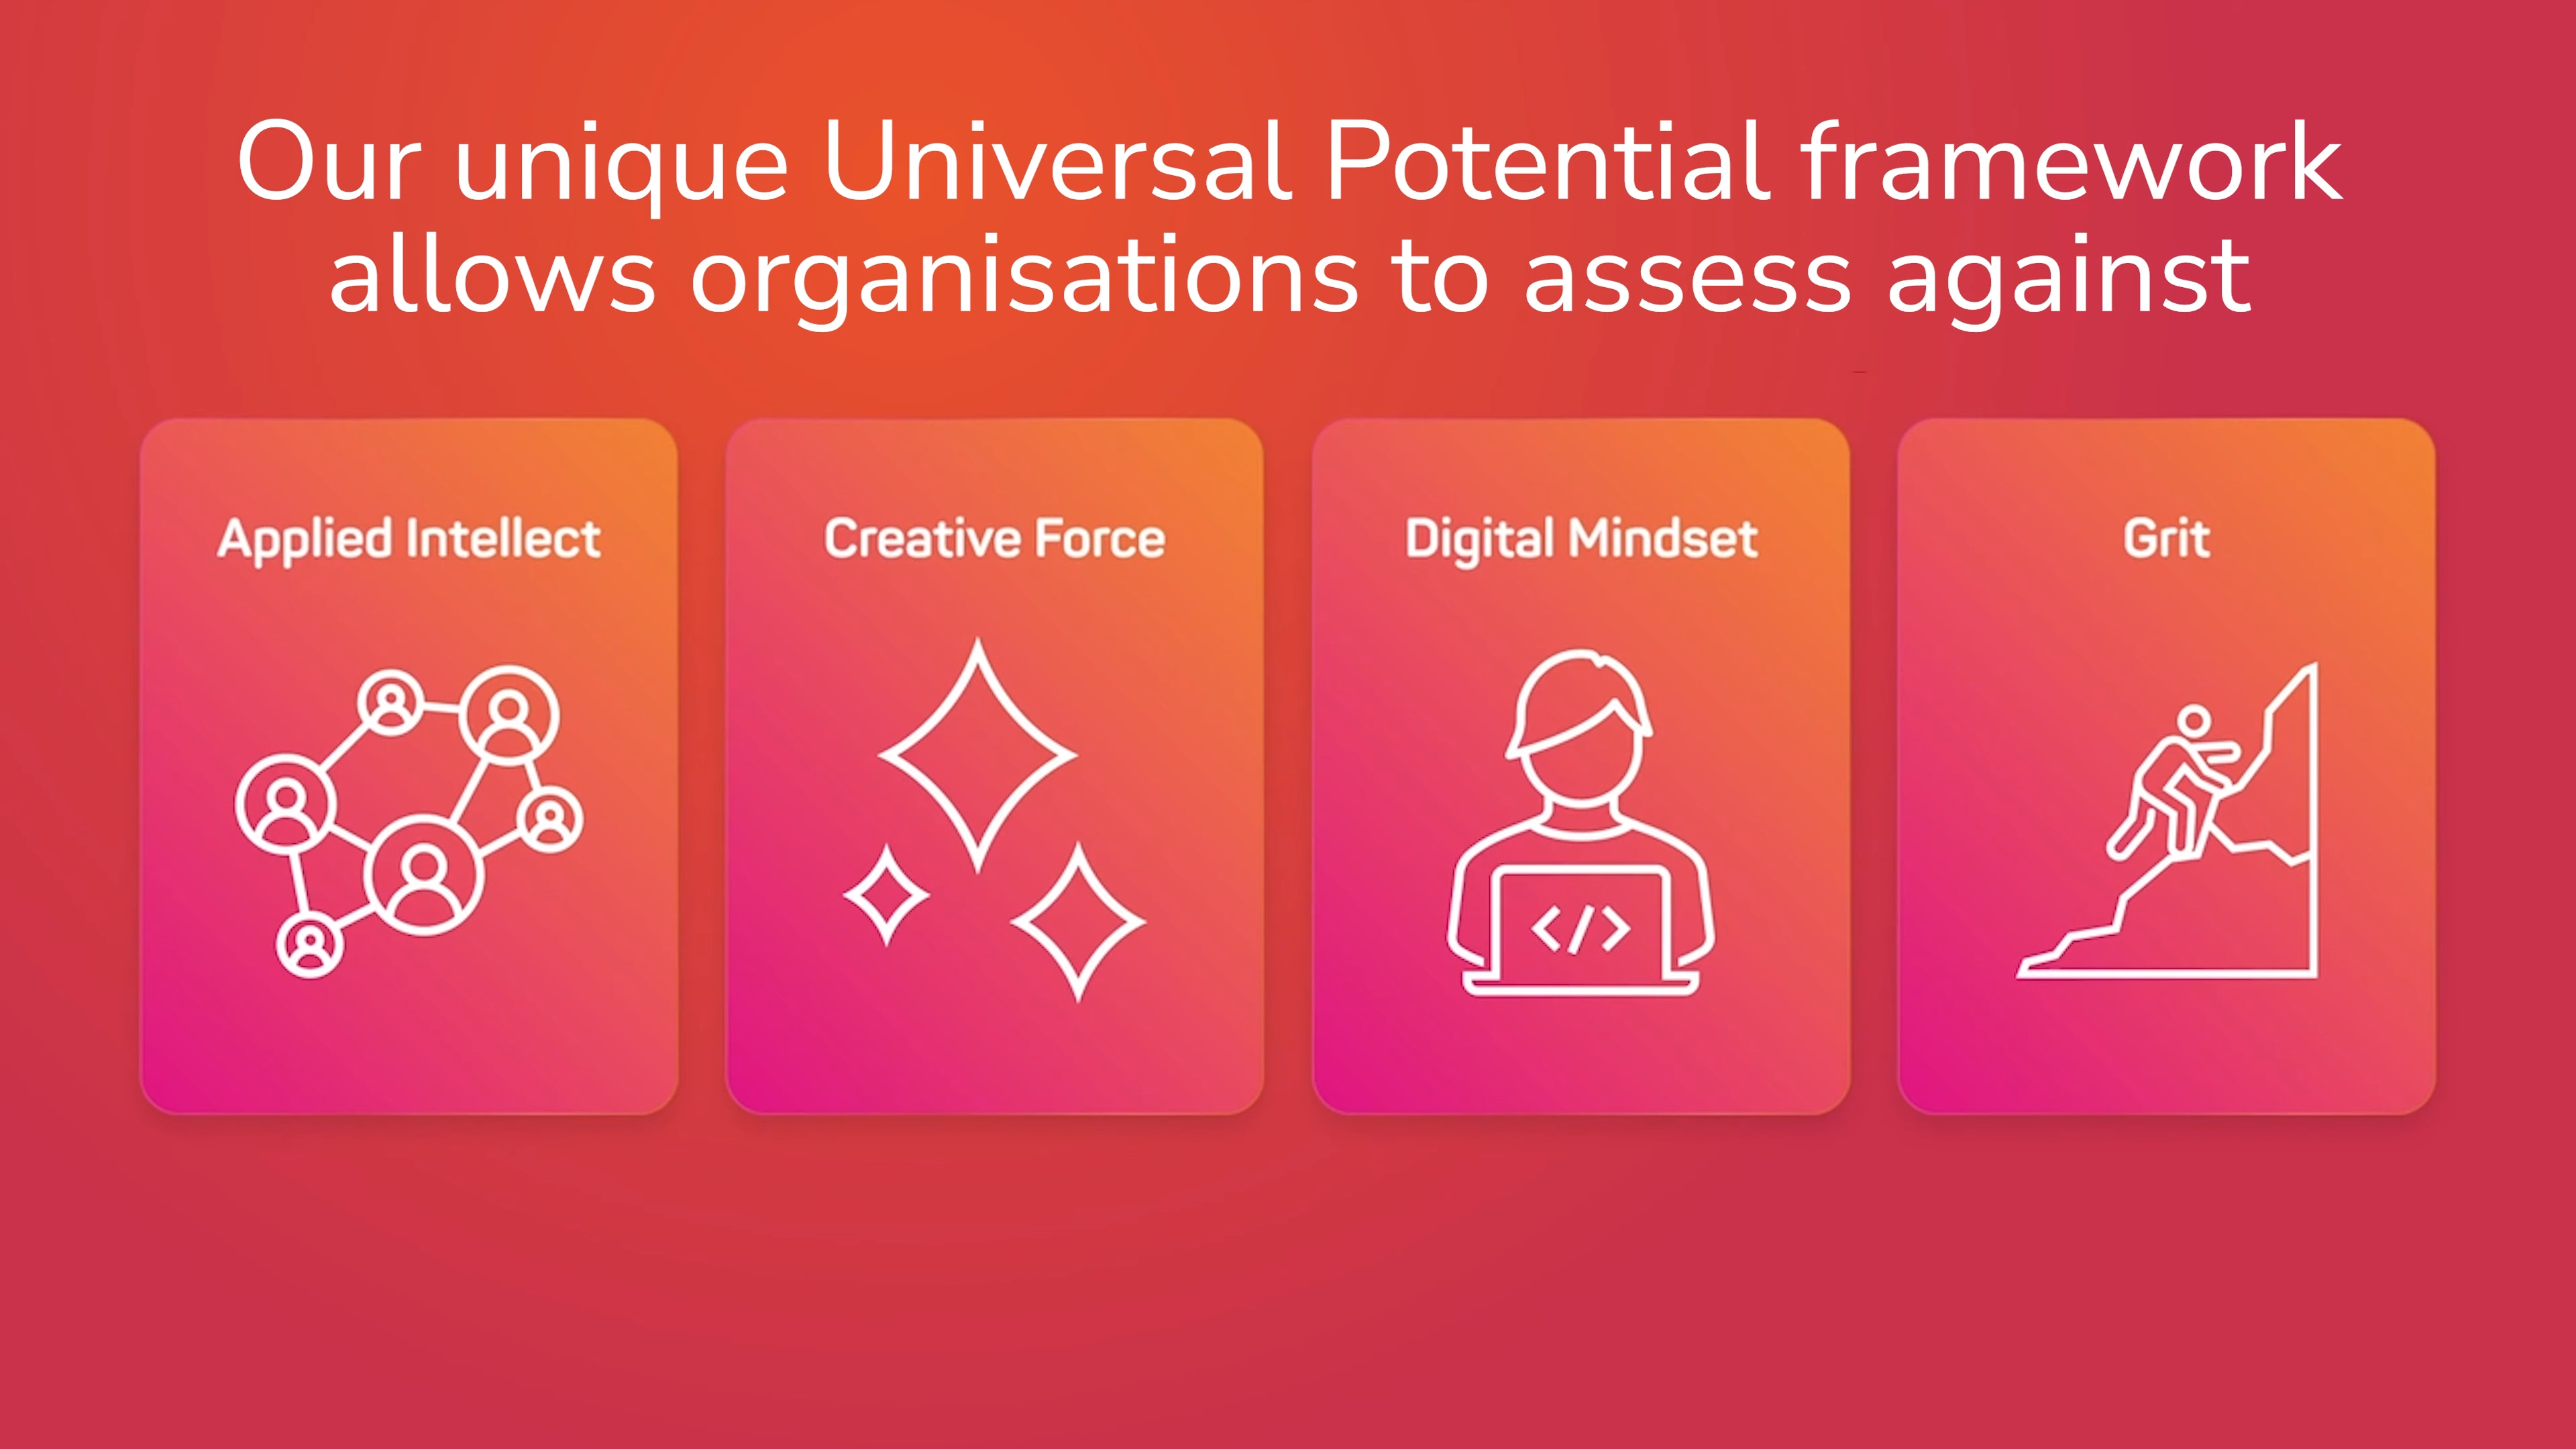 Our unique Universal Potential framework
allows organisations to assess against
Applied Intellect
Creative Force
Digital Mindset
Grit